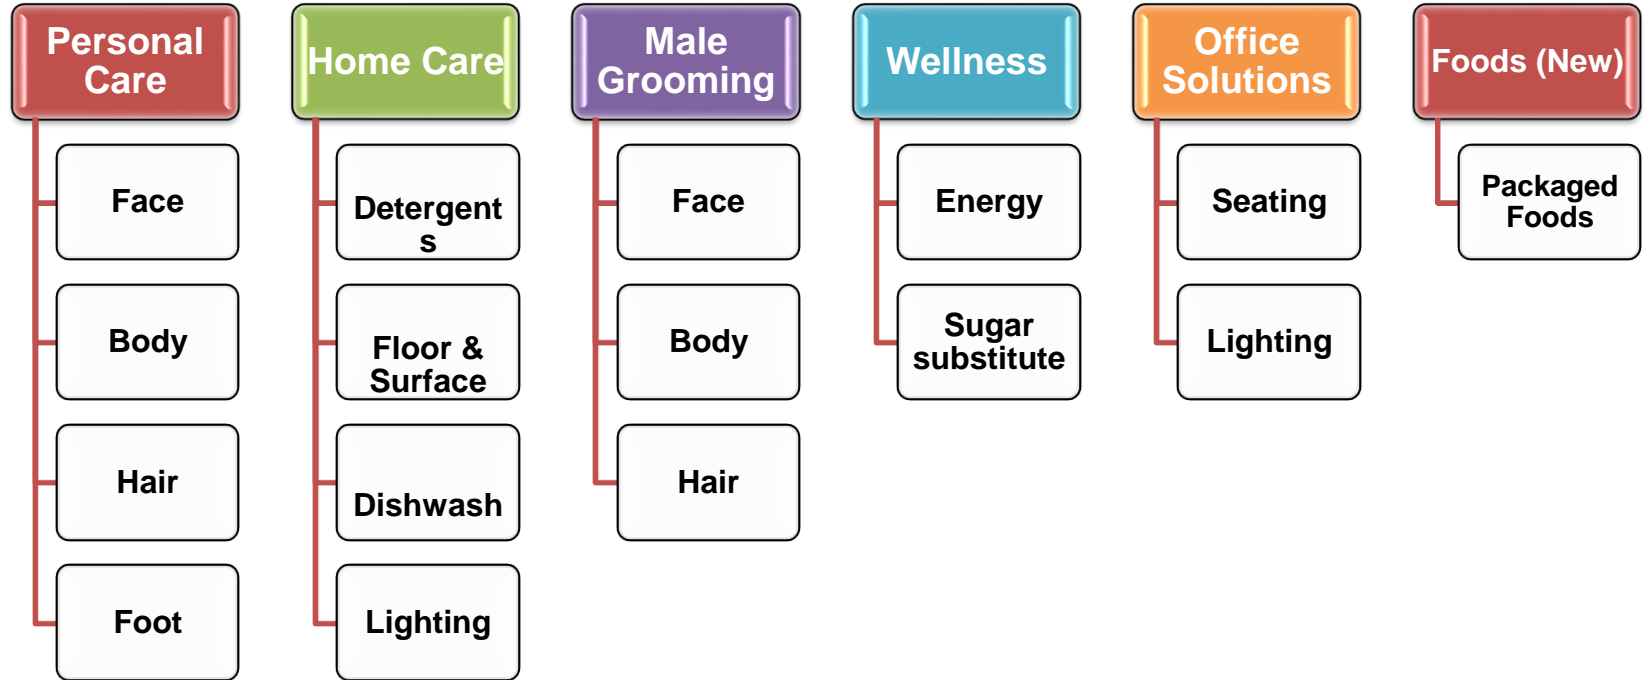 Personal
Care
Face
Body
Hair
Foot
Home Care
Detergent
s
Floor &
Surface
Dishwash
Lighting
Male
Grooming
Face
Body
Hair
Wellness
Energy
Sugar
substitute
Office
Solutions
Seating
Lighting
Foods (New)
Packaged
Foods